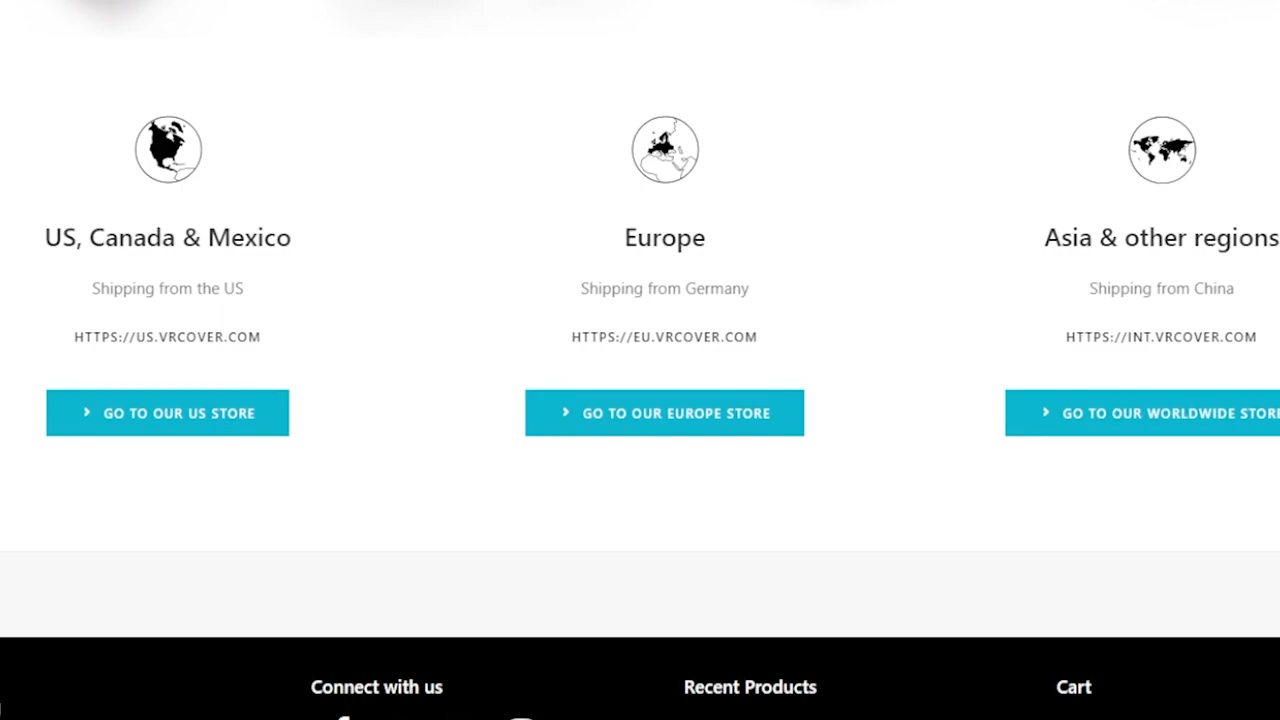 US, Canada & Mexico
Shipping from the US
HTTPS://US.VRCOVER.COM
GO TO OUR US STORE
Europe
Shipping from Germany
HTTPS://EU.VRCOVER.COM
GO TO OUR EUROPE STORE
Asia & other regions
Shipping from China
HTTPS://INT.VRCOVER.COM
GO TO OUR WORLDWIDE STORE
Connect with us
Recent Products
Cart